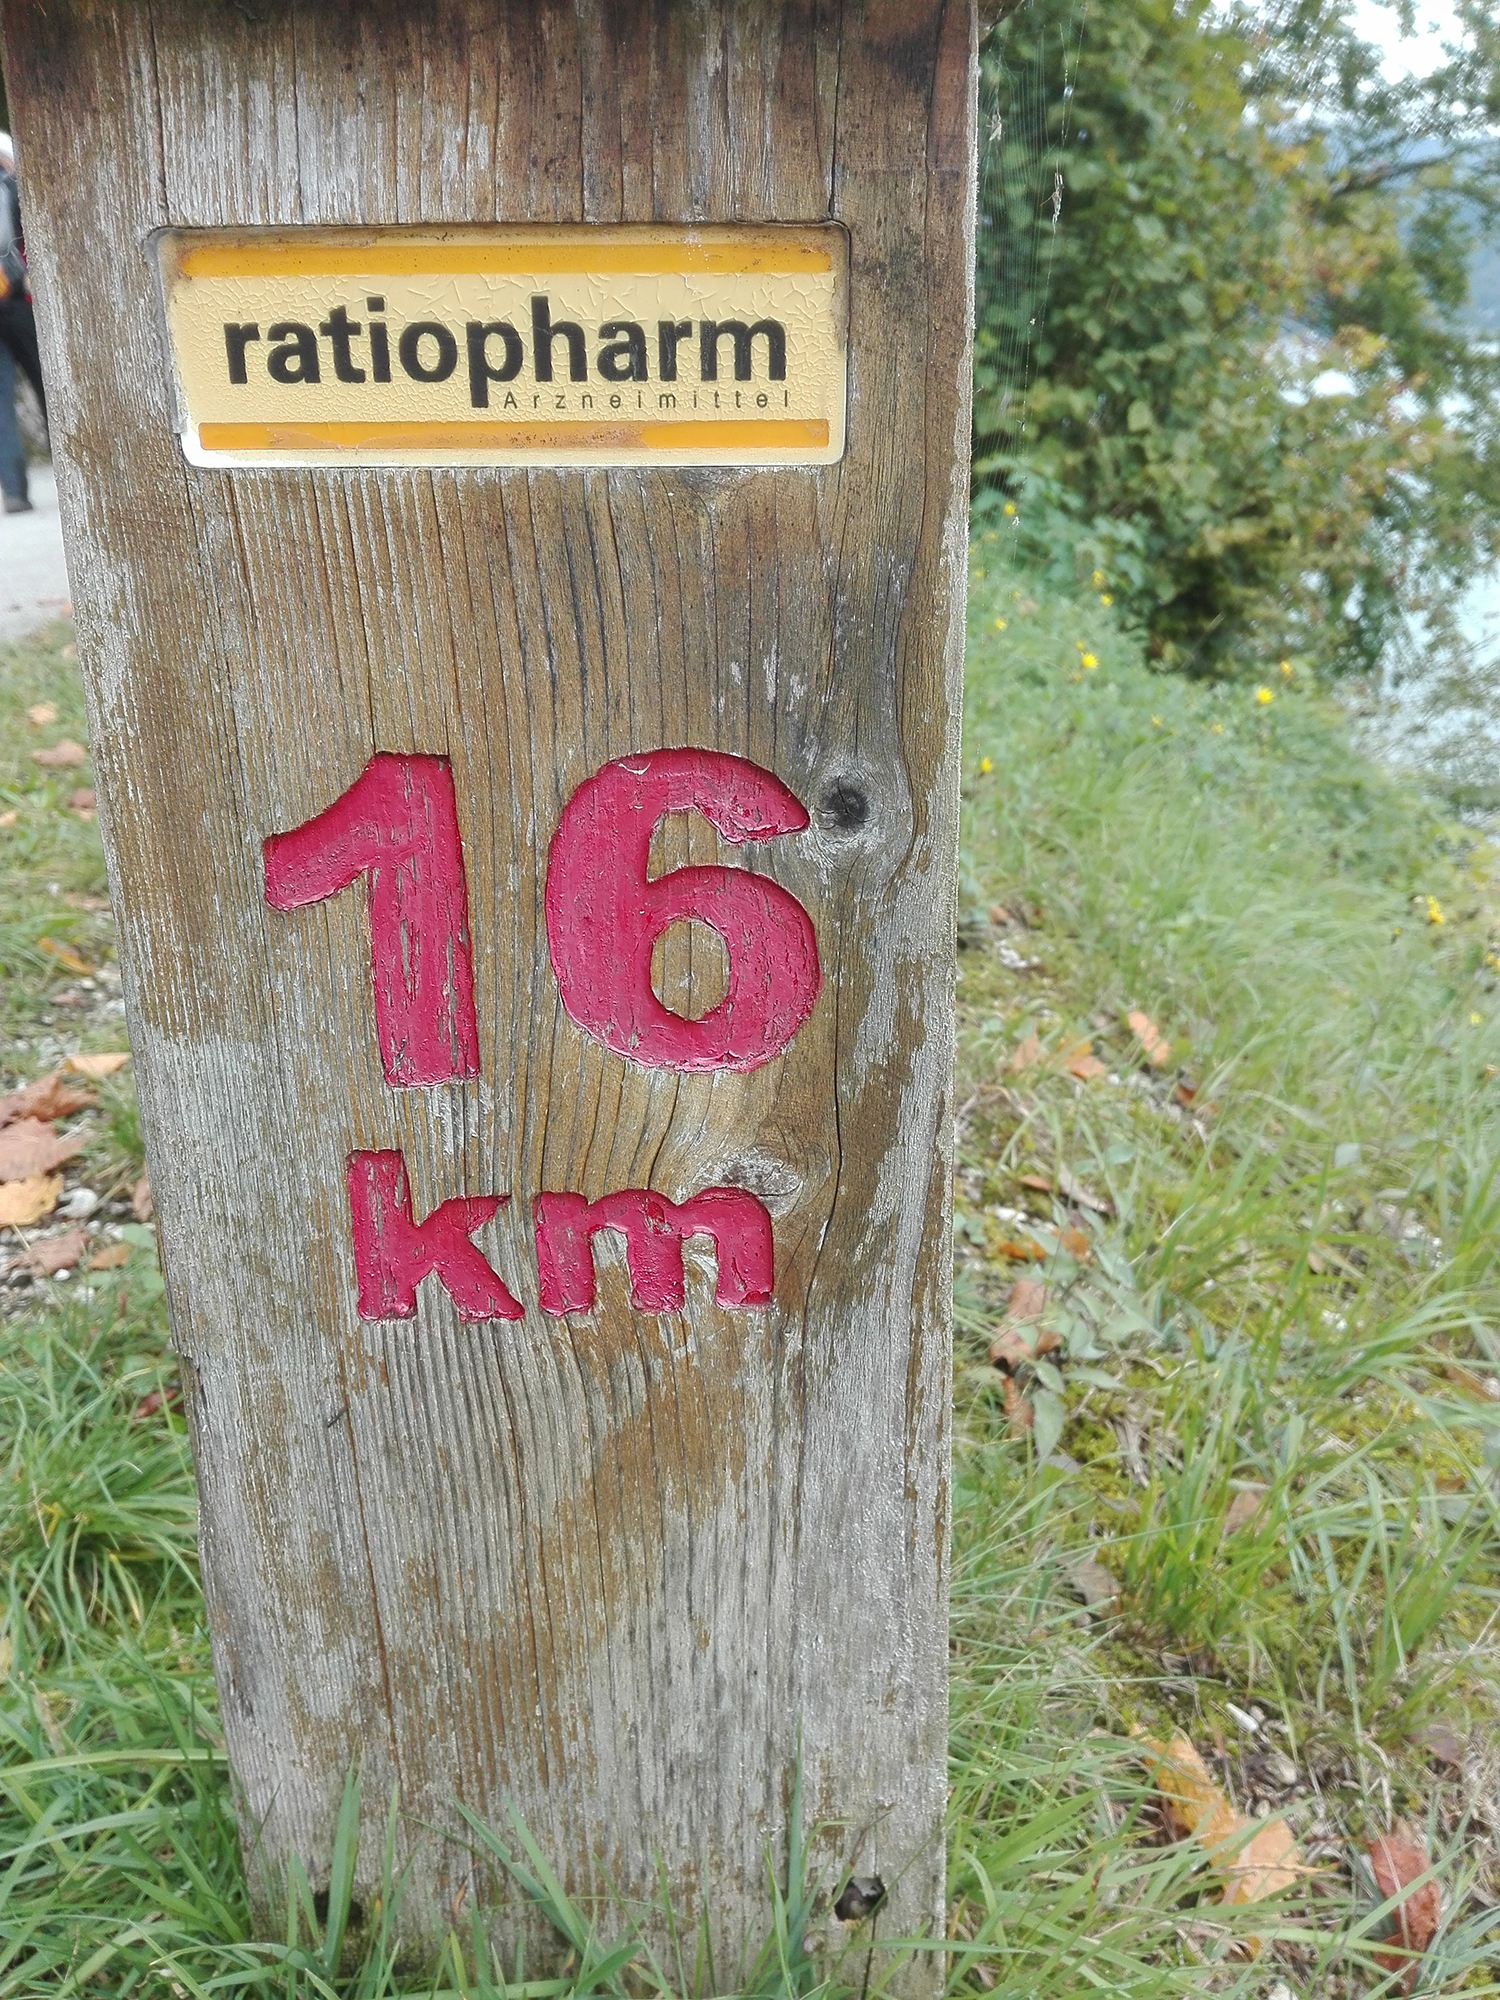 ratiopharm
Arzneimittel
16
km